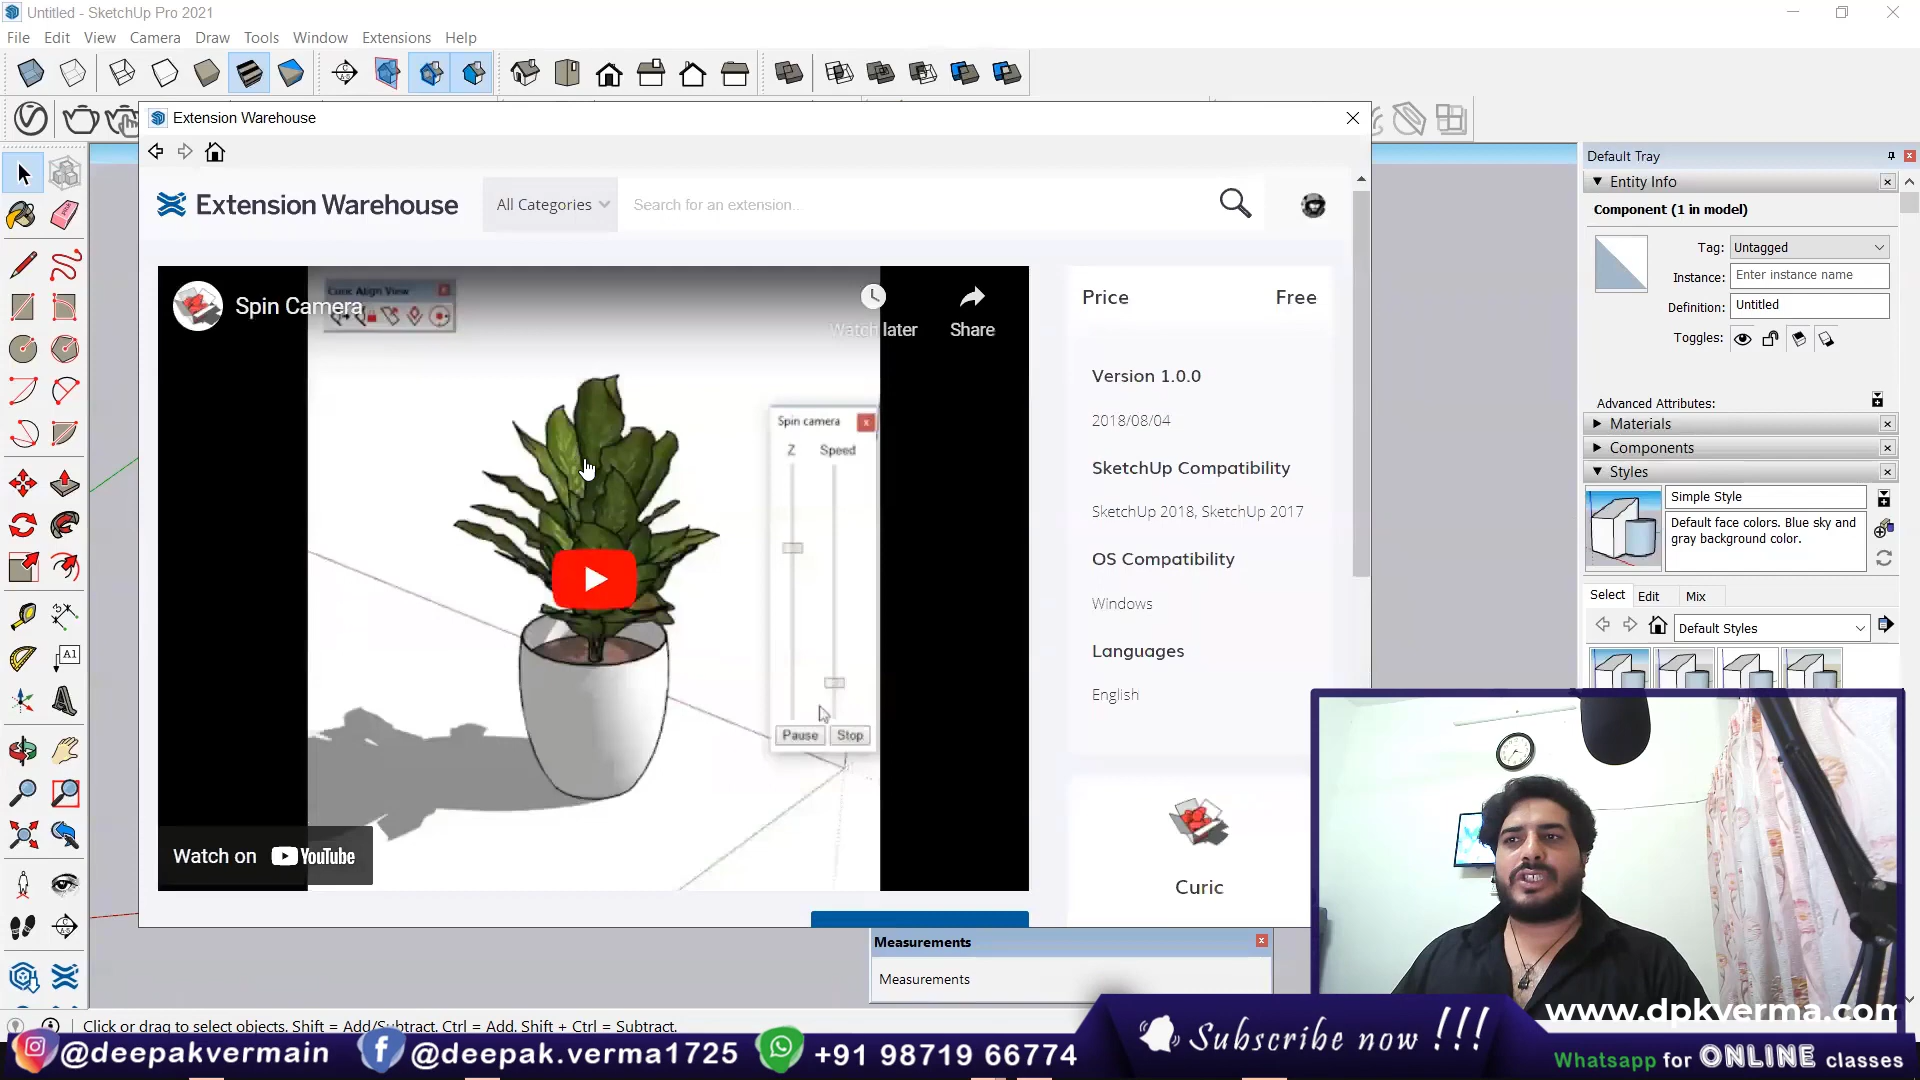 Untitled - SketchUp Pro 2021
File Edit View Camera Draw Tools Window Extensions Help
Extension Warehouse
Extension Warehouse
All Categories
Search for an extension..
Spin Camera
Curic Align View
Watch later
Share
Spin camera
Z Speed
Pause Stop
Watch on YouTube
Price Free
Version 1.0.0
2018/08/04
SketchUp Compatibility
SketchUp 2018, SketchUp 2017
OS Compatibility
Windows
Languages
English
Curic
Default Tray
Entity Info
Component (1 in model)
Tag: Untagged
Instance: Enter instance name
Definition: Untitled
Toggles:
Advanced Attributes:
Materials
Components
Styles
Simple Style
Default face colors. Blue sky and
gray background color.
Select Edit Mix
Default Styles
Measurements
Measurements
Click or drag to select objects. Shift = Add/Subtract. Ctrl = Add. Shift + Ctrl = Subtract.
@deepakvermain
@deepak.verma1725
+91 98719 66774
Subscribe now !!!
www.dpkverma.com
Whatsapp for ONLINE classes